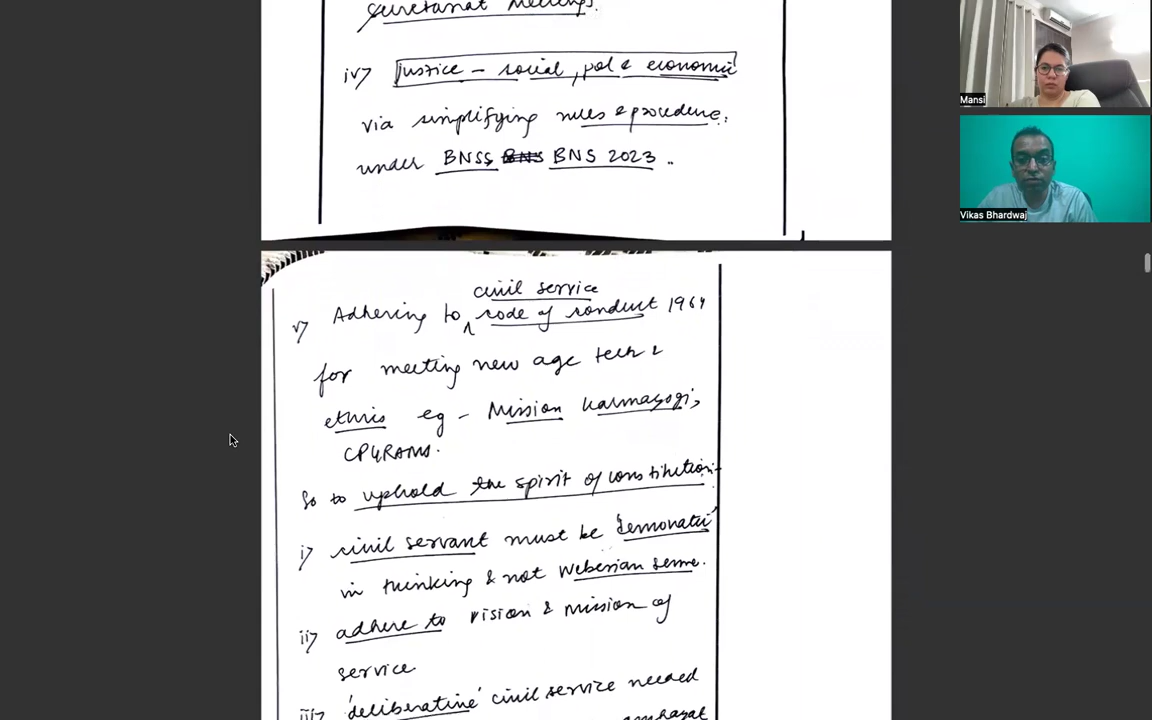 secretariat meetings.
iv) Justice – social, pol & economic
via simplifying rules & procedure.
under BNSS, BNS BNS 2023 ..
civil service
v) Adhering to ^ code of conduct 1964
for meeting new age tech &
ethics eg – Mission Karmayogi,
CPGRAMS.
So to uphold the spirit of constitution –
i) civil servant must be 'democratic'
in thinking & not Weberian sense.
ii) adhere to vision & mission of
service.
iii) 'deliberative' civil service needed
Mansi
Vikas Bhardwaj